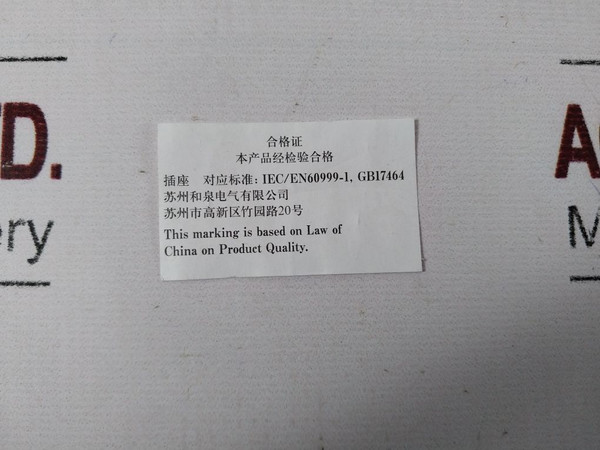 合格证
本产品经检验合格
插座 对应标准: IEC/EN60999-1, GB17464
苏州和泉电气有限公司
苏州市高新区竹园路20号
This marking is based on Law of
China on Product Quality.
D.
ery
A
M